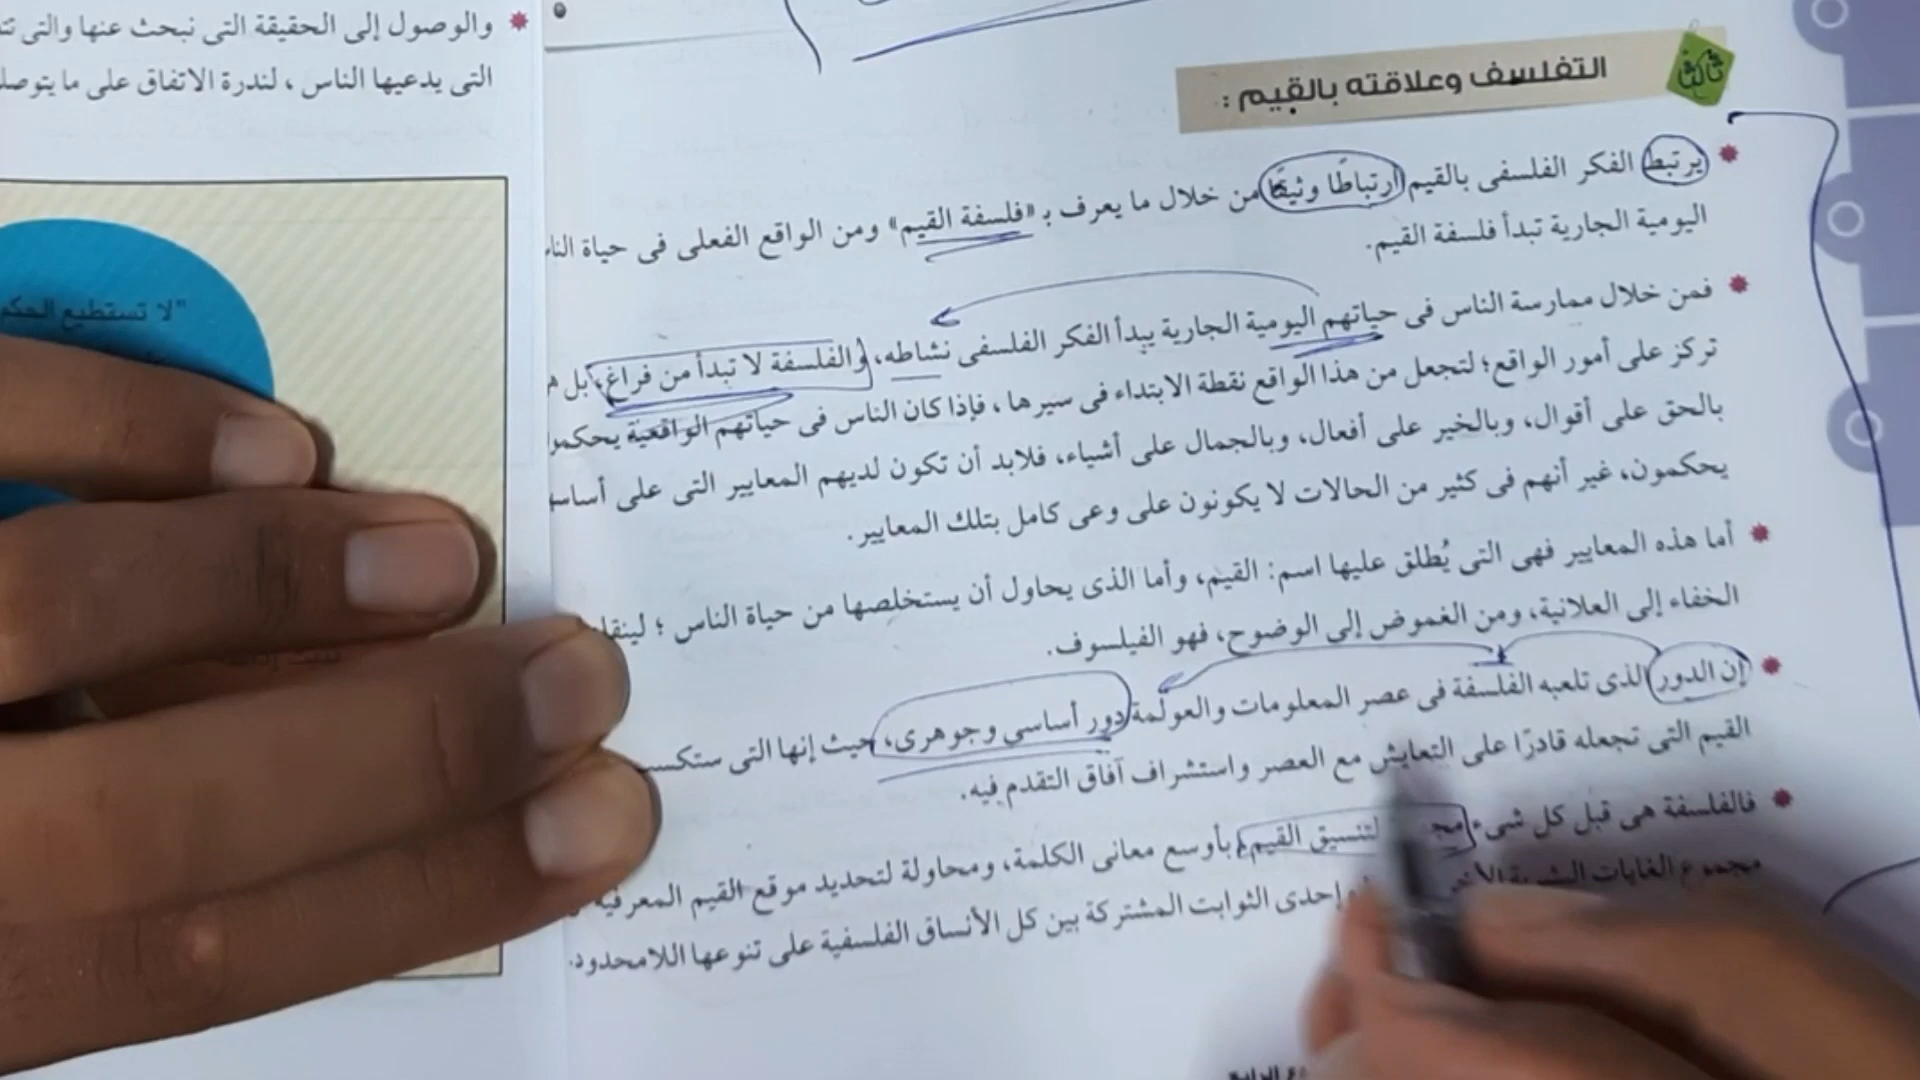 ثالثًا
التفلسف وعلاقته بالقيم :
يرتبط الفكر الفلسفى بالقيم ارتباطًا وثيقًا من خلال ما يعرف بـ «فلسفة القيم» ومن الواقع الفعلى فى حياة
اليومية الجارية تبدأ فلسفة القيم.
فمن خلال ممارسة الناس فى حياتهم اليومية الجارية يبدأ الفكر الفلسفى نشاطه، والفلسفة لا تبدأ من فراغ، بل
تركز على أمور الواقع؛ لتجعل من هذا الواقع نقطة الابتداء فى سيرها ، فإذا كان الناس فى حياتهم الواقعية
بالحق على أقوال، وبالخير على أفعال، وبالجمال على أشياء، فلابد أن تكون لديهم المعايير التى على
يحكمون، غير أنهم فى كثير من الحالات لا يكونون على وعى كامل بتلك المعايير.
أما هذه المعايير فهى التى يُطلق عليها اسم: القيم، وأما الذى يحاول أن يستخلصها من حياة الناس ؛
الخفاء إلى العلانية، ومن الغموض إلى الوضوح، فهو الفيلسوف.
إن الدور الذى تلعبه الفلسفة فى عصر المعلومات والعولمة دور أساسي وجوهرى، حيث إنها التى
القيم التى تجعله قادرًا على التعايش مع العصر واستشراف آفاق التقدم فيه.
فالفلسفة هى قبل كل شىء لتنسيق القيم، بأوسع معانى الكلمة، ومحاولة لتحديد موقع القيم المعرفية
مجموع الغايات البشرية إحدى الثوابت المشتركة بين كل الأنساق الفلسفية على تنوعها اللامحدود.
الرابع
والوصول إلى الحقيقة التى نبحث عنها والتى
التى يدعيها الناس ، لندرة الاتفاق على ما
"لا تستطيع